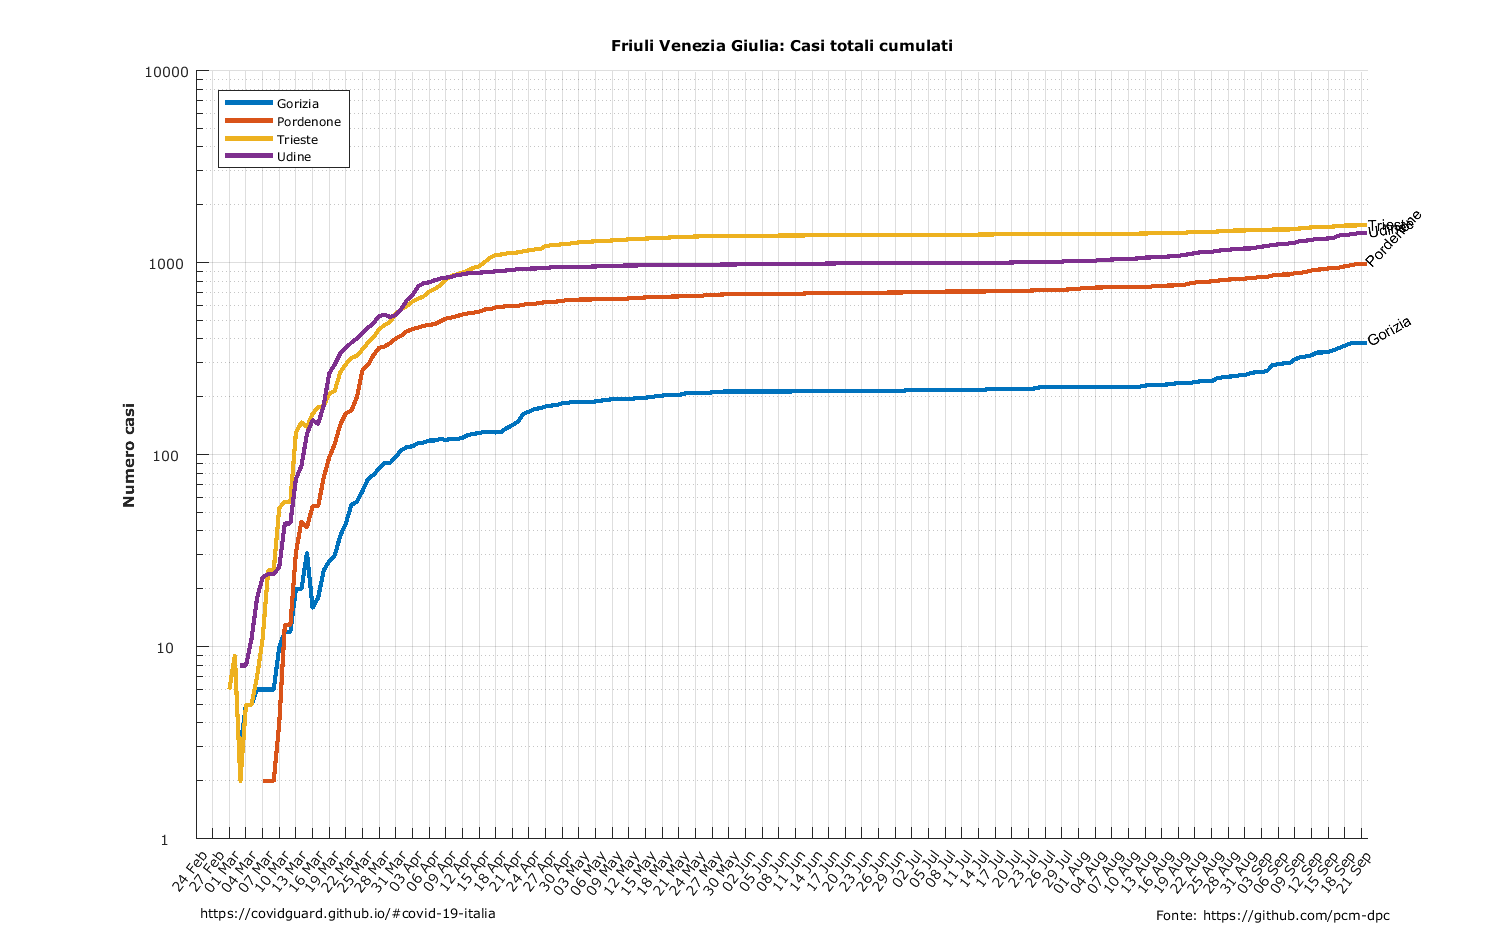 Friuli Venezia Giulia: Casi totali cumulati
10000
1000
100
10
1
Numero casi
Gorizia
Pordenone
Trieste
Udine
Trieste
Udine
Pordenone
Gorizia
24 Feb
27 Feb
01 Mar
04 Mar
07 Mar
10 Mar
13 Mar
16 Mar
19 Mar
22 Mar
25 Mar
28 Mar
31 Mar
03 Apr
06 Apr
09 Apr
12 Apr
15 Apr
18 Apr
21 Apr
24 Apr
27 Apr
30 Apr
03 May
06 May
09 May
12 May
15 May
18 May
21 May
24 May
27 May
30 May
02 Jun
05 Jun
08 Jun
11 Jun
14 Jun
17 Jun
20 Jun
23 Jun
26 Jun
29 Jun
02 Jul
05 Jul
08 Jul
11 Jul
14 Jul
17 Jul
20 Jul
23 Jul
26 Jul
29 Jul
01 Aug
04 Aug
07 Aug
10 Aug
13 Aug
16 Aug
19 Aug
22 Aug
25 Aug
28 Aug
31 Aug
03 Sep
06 Sep
09 Sep
12 Sep
15 Sep
18 Sep
21 Sep
https://covidguard.github.io/#covid-19-italia
Fonte: https://github.com/pcm-dpc